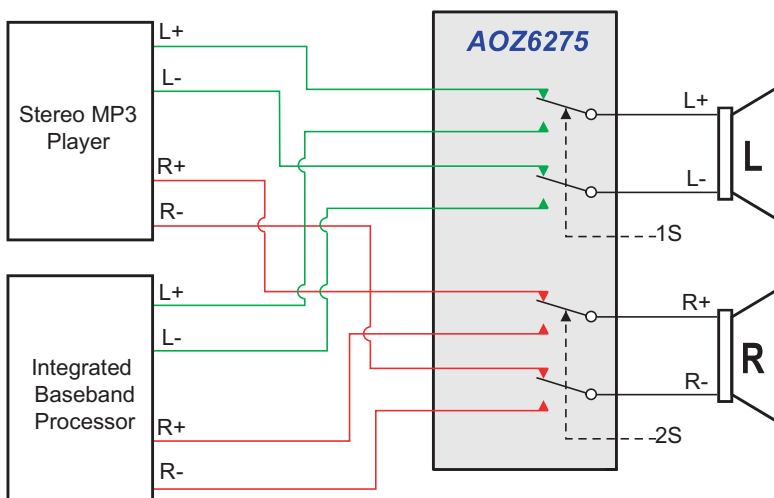 AOZ6275
Stereo MP3
Player
L+
L-
R+
R-
Integrated
Baseband
Processor
L+
L-
R+
R-
L+
L-
L
1S
R+
R-
R
2S